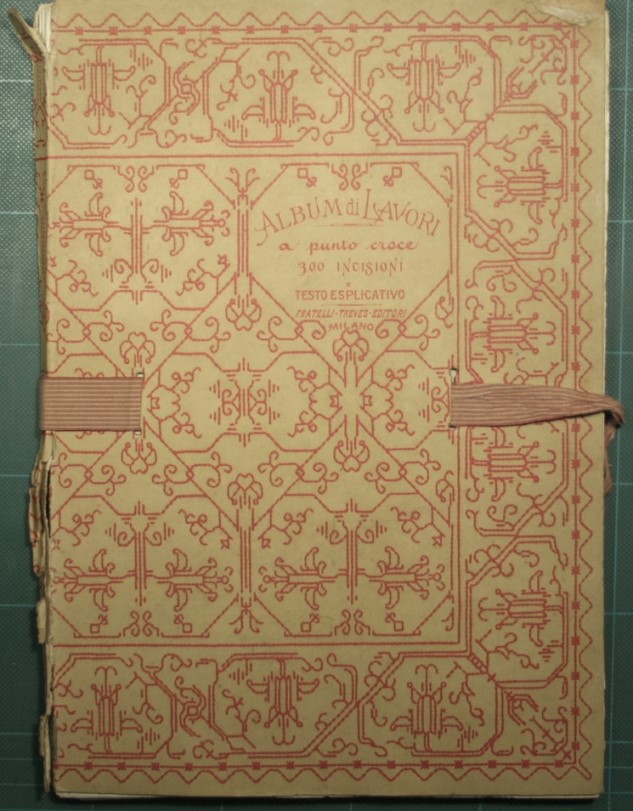 ALBUM di LAVORI
a punto croce
300 INCISIONI
e
TESTO ESPLICATIVO
FRATELLI-TREVES-EDITORI
MILANO